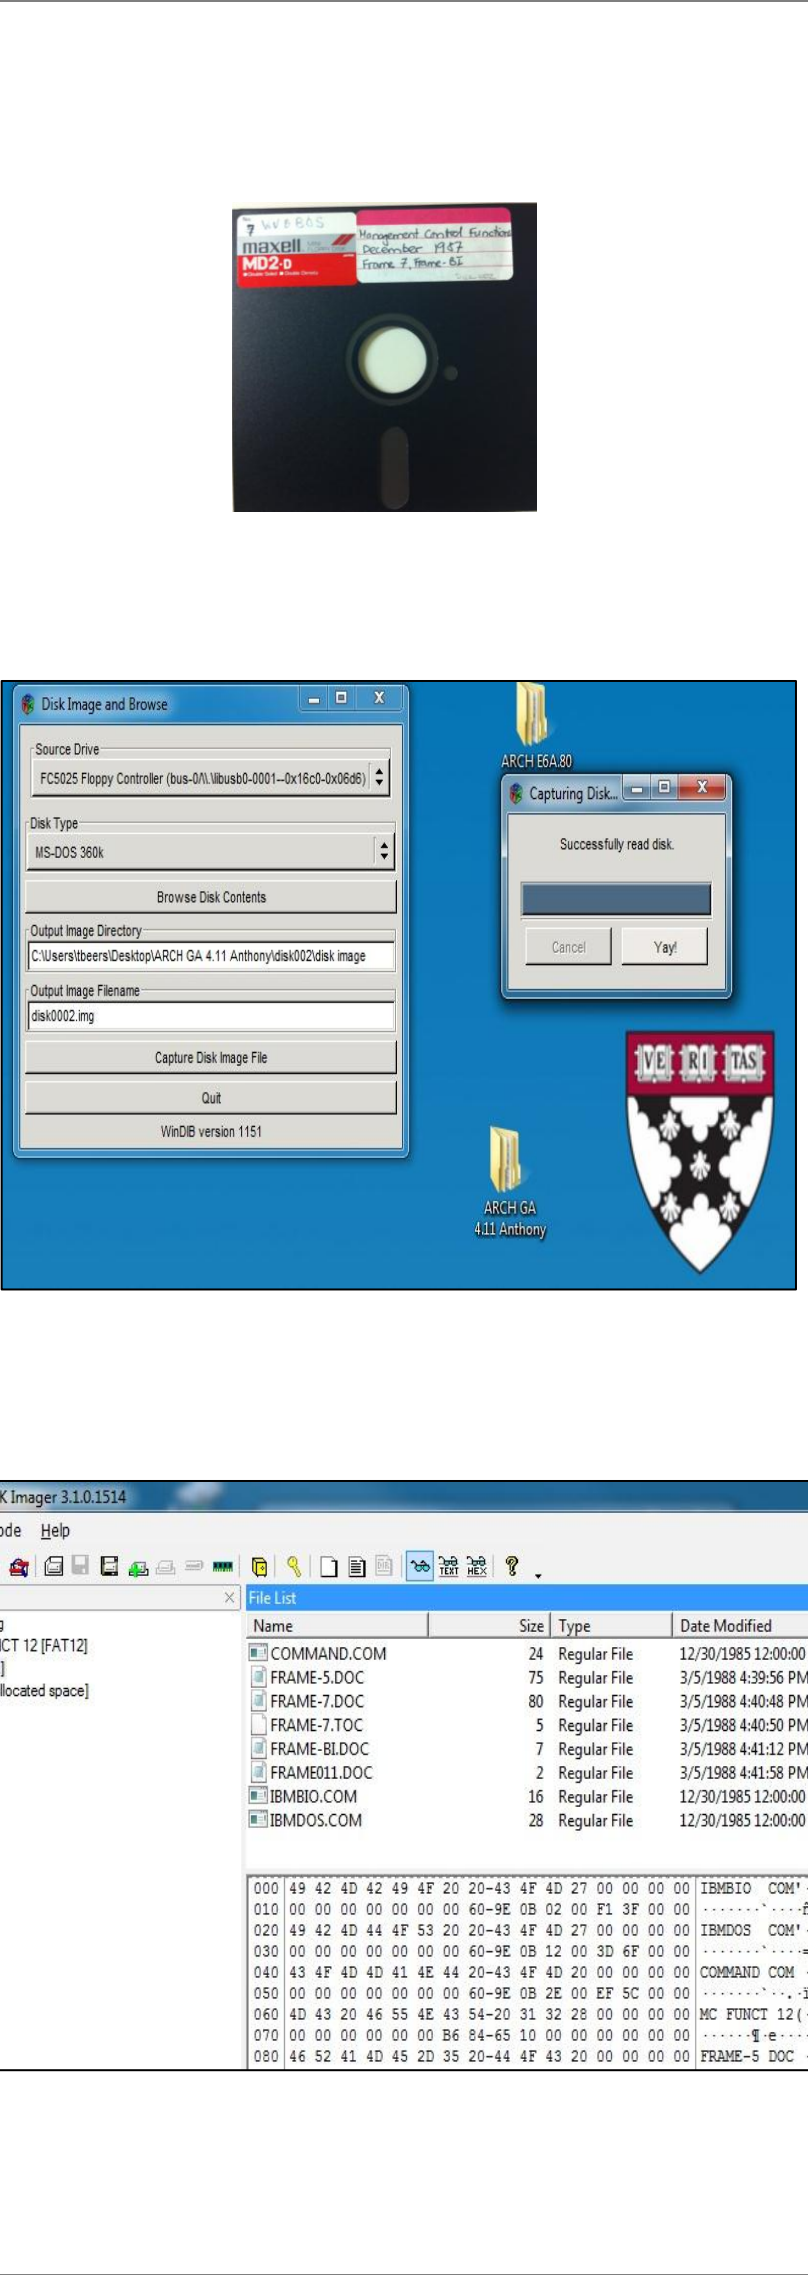 7 WORDS
maxell
MD2-D
Double Sided Double Density
Management Control Function
December 1987
Frame 7, Frame-BI
Disk Image and Browse
Source Drive
FC5025 Floppy Controller (bus-0/\\.\libusb0-0001--0x16c0-0x06d6)
Disk Type
MS-DOS 360k
Browse Disk Contents
Output Image Directory
C:\Users\tbeers\Desktop\ARCH GA 4.11 Anthony\disk002\disk image
Output Image Filename
disk0002.img
Capture Disk Image File
Quit
WinDIB version 1151
ARCH E6A.80
Capturing Disk...
Successfully read disk.
Cancel
Yay!
VE RI TAS
ARCH GA
4.11 Anthony
K Imager 3.1.0.1514
ode Help
TEXT HEX
File List
Name Size Type Date Modified
g
CT 12 [FAT12]
]
llocated space]
COMMAND.COM 24 Regular File 12/30/1985 12:00:00
FRAME-5.DOC 75 Regular File 3/5/1988 4:39:56 PM
FRAME-7.DOC 80 Regular File 3/5/1988 4:40:48 PM
FRAME-7.TOC 5 Regular File 3/5/1988 4:40:50 PM
FRAME-BI.DOC 7 Regular File 3/5/1988 4:41:12 PM
FRAME011.DOC 2 Regular File 3/5/1988 4:41:58 PM
IBMBIO.COM 16 Regular File 12/30/1985 12:00:00
IBMDOS.COM 28 Regular File 12/30/1985 12:00:00
000 49 42 4D 42 49 4F 20 20-43 4F 4D 27 00 00 00 00 IBMBIO COM'·
010 00 00 00 00 00 00 60-9E 0B 02 00 F1 3F 00 00 ·······`····ñ
020 49 42 4D 44 4F 53 20 20-43 4F 4D 27 00 00 00 00 IBMDOS COM'·
030 00 00 00 00 00 00 60-9E 0B 12 00 3D 6F 00 00 ·······`····=
040 43 4F 4D 4D 41 4E 44 20-43 4F 4D 20 00 00 00 00 COMMAND COM ·
050 00 00 00 00 00 00 60-9E 0B 2E 00 EF 5C 00 00 ·······`··.·ï
060 4D 43 20 46 55 4E 43 54-20 31 32 28 00 00 00 00 MC FUNCT 12(·
070 00 00 00 00 00 00 B6 84-65 10 00 00 00 00 00 00 ······¶·e····
080 46 52 41 4D 45 2D 35 20-44 4F 43 20 00 00 00 00 FRAME-5 DOC ·